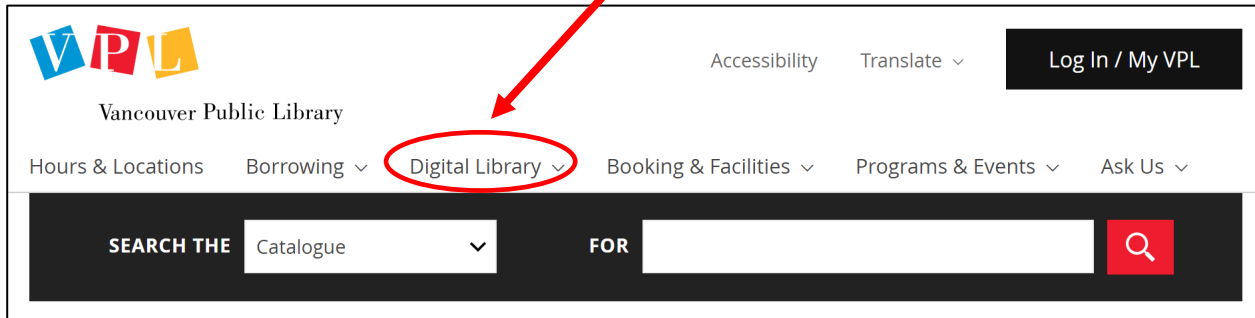 VPL
Accessibility Translate Log In / My VPL
Vancouver Public Library
Hours & Locations Borrowing Digital Library Booking & Facilities Programs & Events Ask Us
SEARCH THE Catalogue FOR